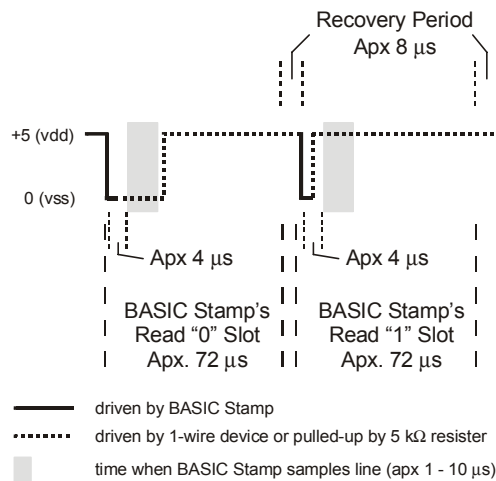 Recovery Period
Apx 8 μs
+5 (vdd)
0 (vss)
Apx 4 μs
Apx 4 μs
BASIC Stamp's
Read "0" Slot
Apx. 72 μs
BASIC Stamp's
Read "1" Slot
Apx. 72 μs
driven by BASIC Stamp
driven by 1-wire device or pulled-up by 5 kΩ resister
time when BASIC Stamp samples line (apx 1 - 10 μs)